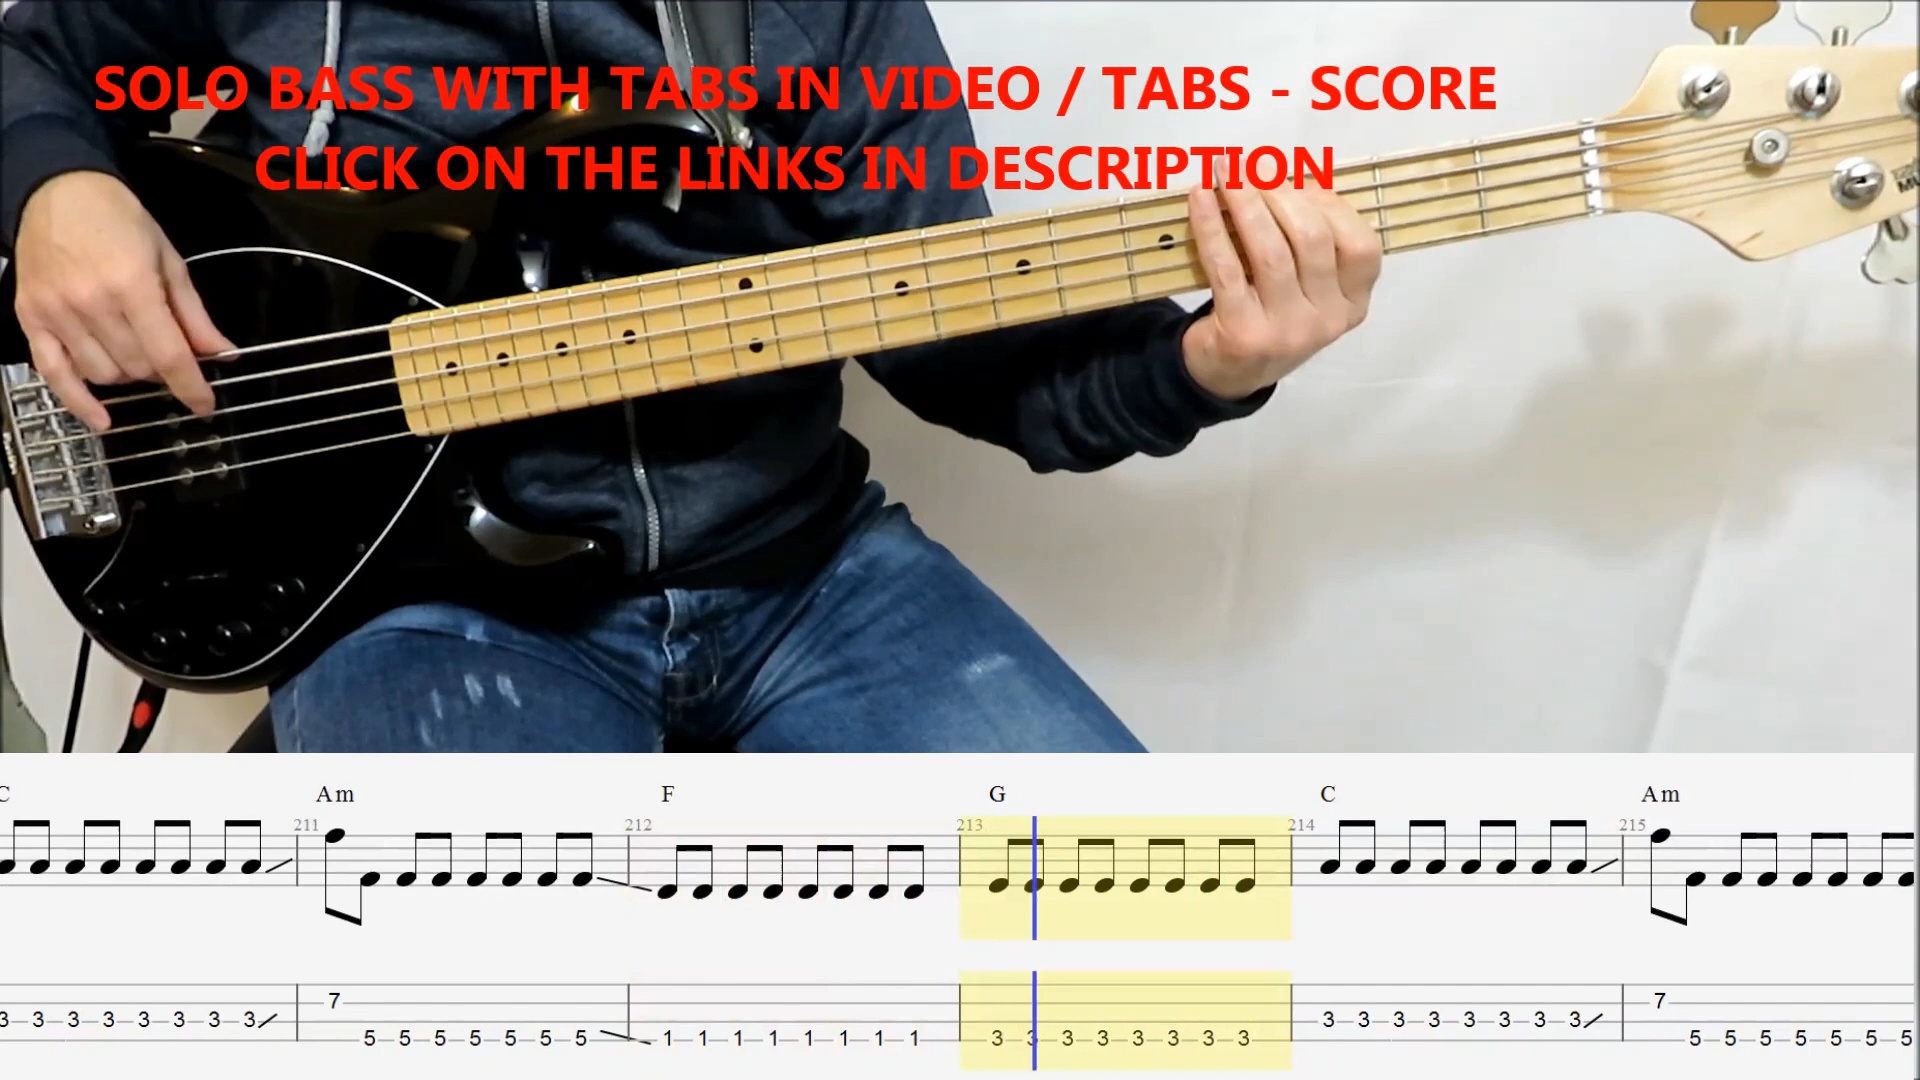 SOLO BASS WITH TABS IN VIDEO / TABS - SCORE
CLICK ON THE LINKS IN DESCRIPTION
MU
C Am F G C Am
211 212 213 214 215
7 7
3 3 3 3 3 3 3 3 3 3 3 3 3 3 3 3
5 5 5 5 5 5 5 1 1 1 1 1 1 1 1 3 3 3 3 3 3 3 3 5 5 5 5 5 5 5